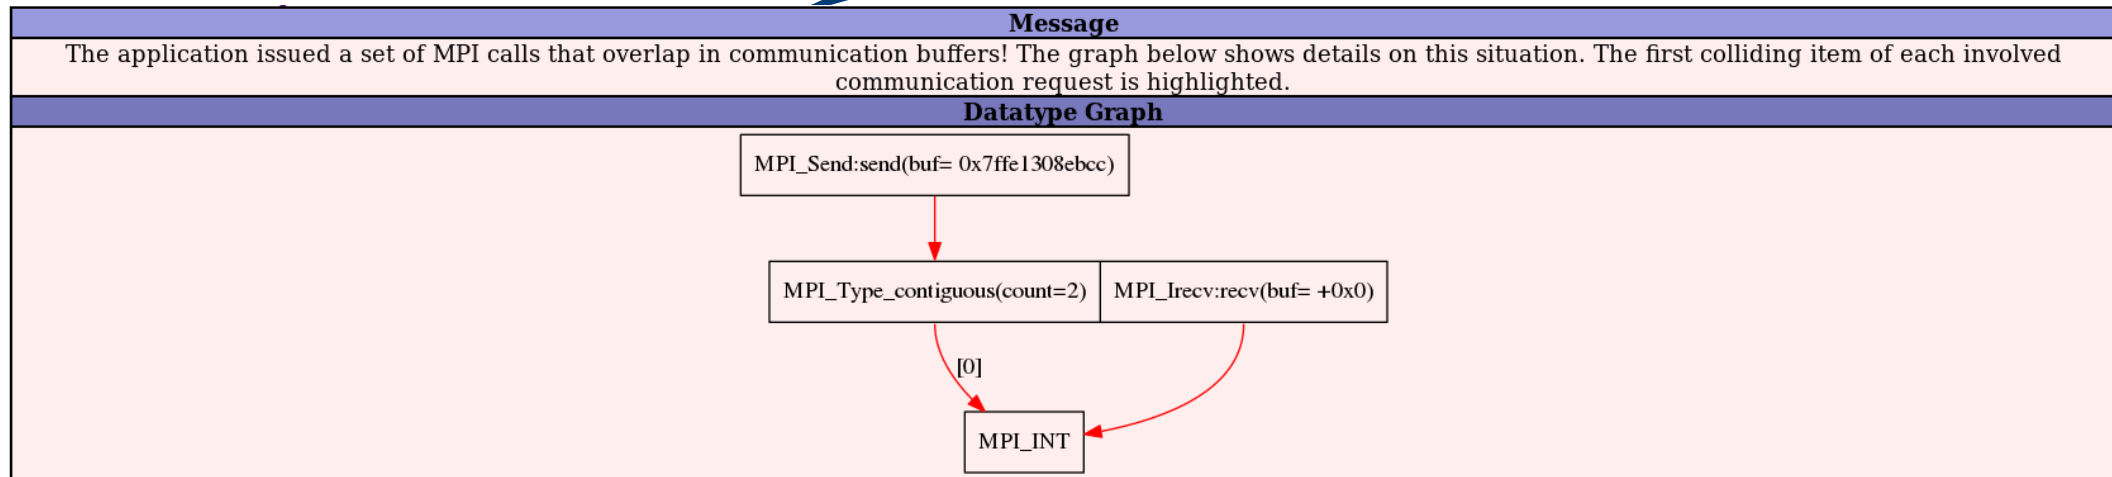 Message
The application issued a set of MPI calls that overlap in communication buffers! The graph below shows details on this situation. The first colliding item of each involved
communication request is highlighted.
Datatype Graph
MPI_Send:send(buf= 0x7ffe1308ebcc)
MPI_Type_contiguous(count=2) MPI_Irecv:recv(buf= +0x0)
[0]
MPI_INT